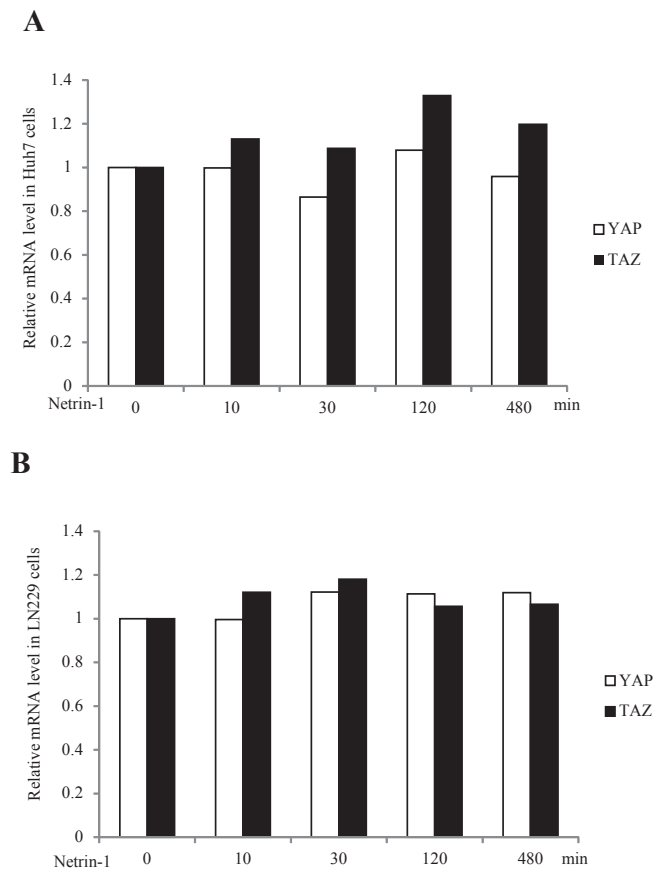 A
Relative mRNA level in Huh7 cells
1.4
1.2
1
0.8
0.6
0.4
0.2
0
YAP
TAZ
Netrin-1 0 10 30 120 480 min
B
Relative mRNA level in LN229 cells
1.4
1.2
1
0.8
0.6
0.4
0.2
0
YAP
TAZ
Netrin-1 0 10 30 120 480 min